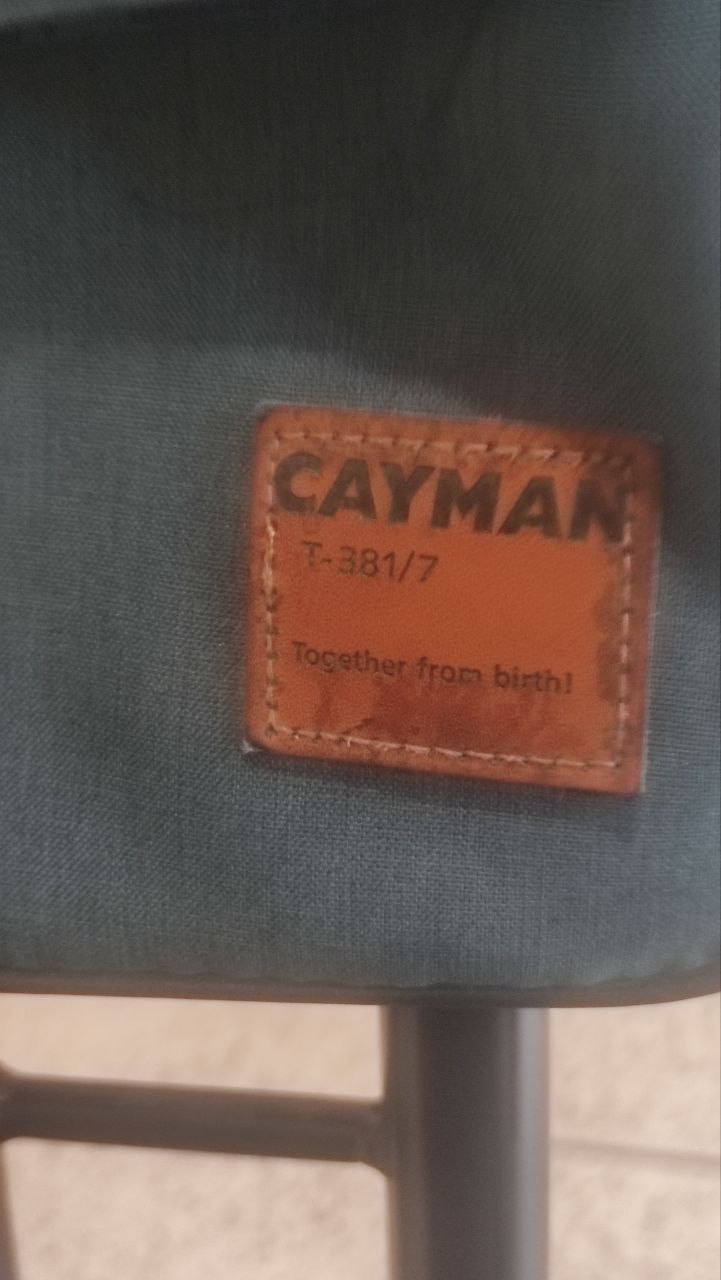 CAYMAN
T-381/7
Together from birth!